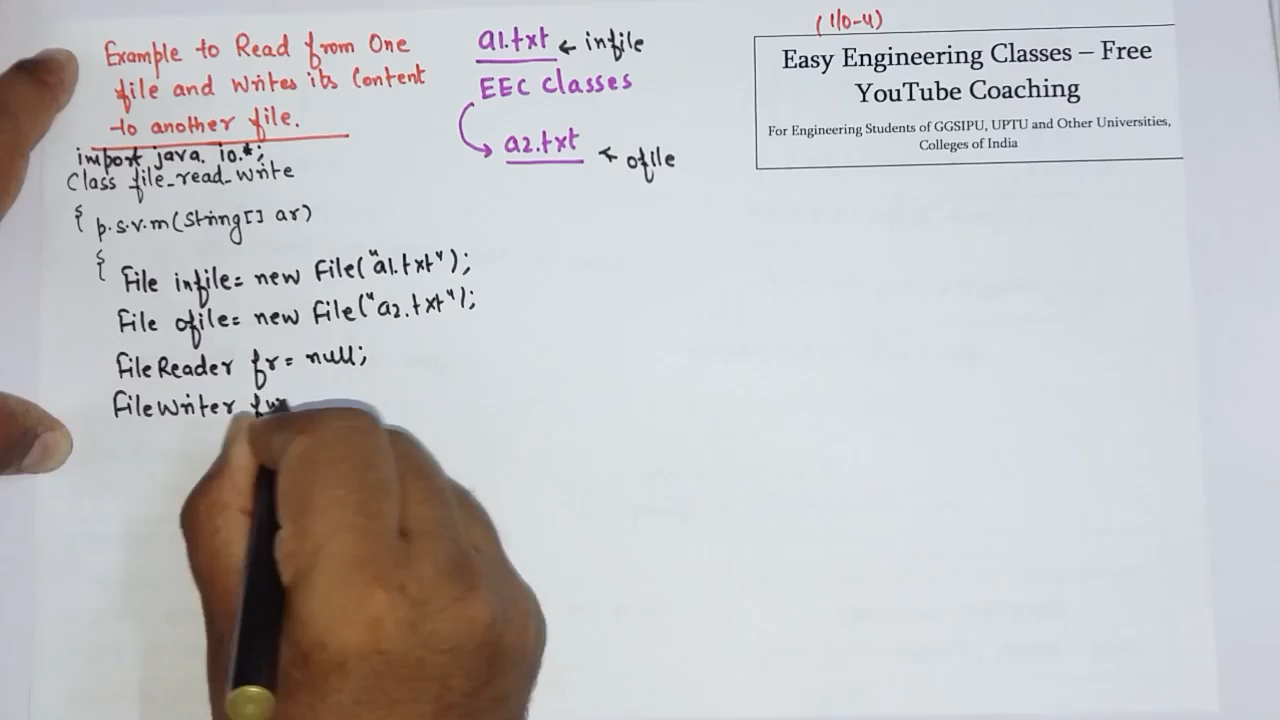 (I/O-4)
Example to Read from One
file and writes its Content
to another file.
a1.txt ← infile
EEC classes
a2.txt ← ofile
Easy Engineering Classes – Free
YouTube Coaching
For Engineering Students of GGSIPU, UPTU and Other Universities,
Colleges of India
import java.io.*;
Class file_read_write
{ p.s.v.m(String[] ar)
{ File infile= new File("a1.txt");
File ofile= new File("a2.txt");
FileReader fr= null;
FileWriter fw